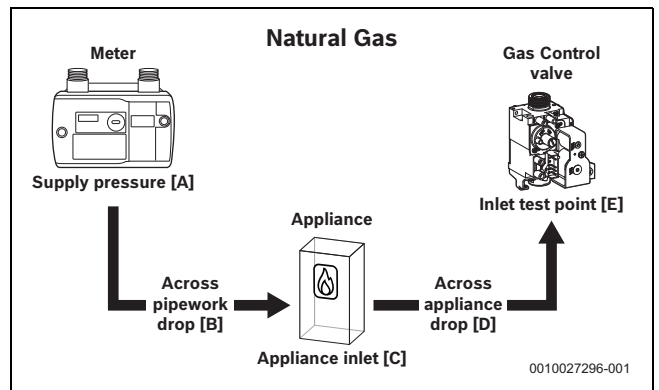 Natural Gas
Meter
Supply pressure [A]
Across
pipework
drop [B]
Appliance
Appliance inlet [C]
Across
appliance
drop [D]
Gas Control
valve
Inlet test point [E]
0010027296-001